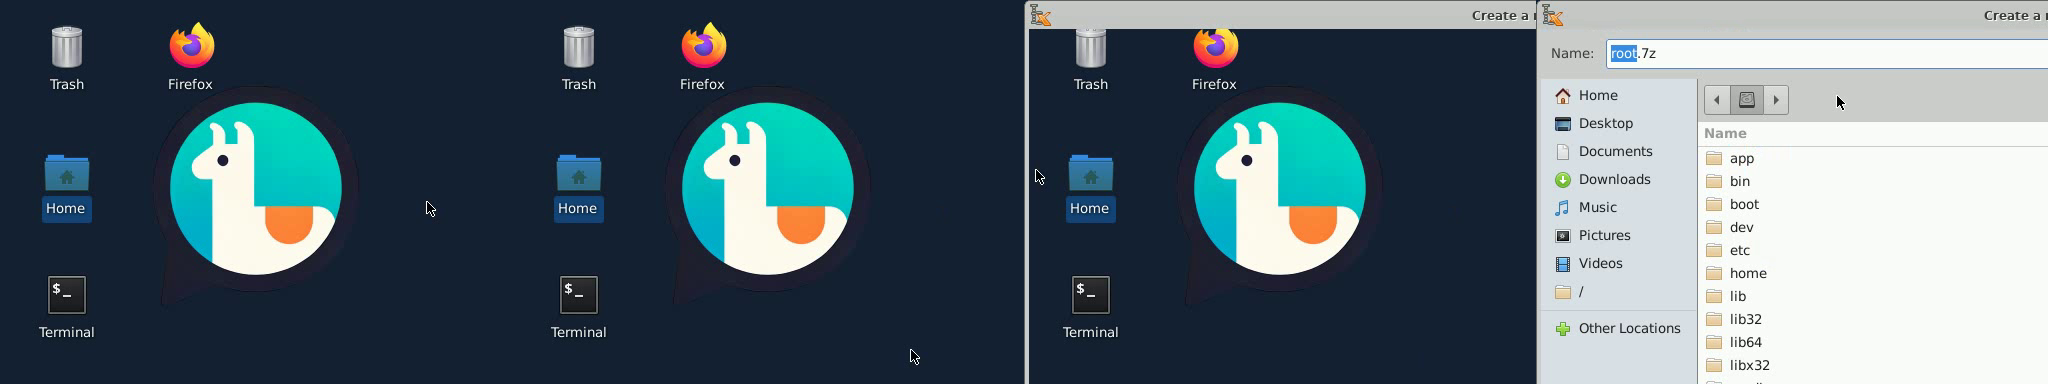 Trash
Firefox
Home
$_
Terminal
Trash
Firefox
Home
$_
Terminal
Create a
Trash
Firefox
Home
$_
Terminal
Create a
Name: root.7z
Home
Desktop
Documents
Downloads
Music
Pictures
Videos
/
Other Locations
Name
app
bin
boot
dev
etc
home
lib
lib32
lib64
libx32